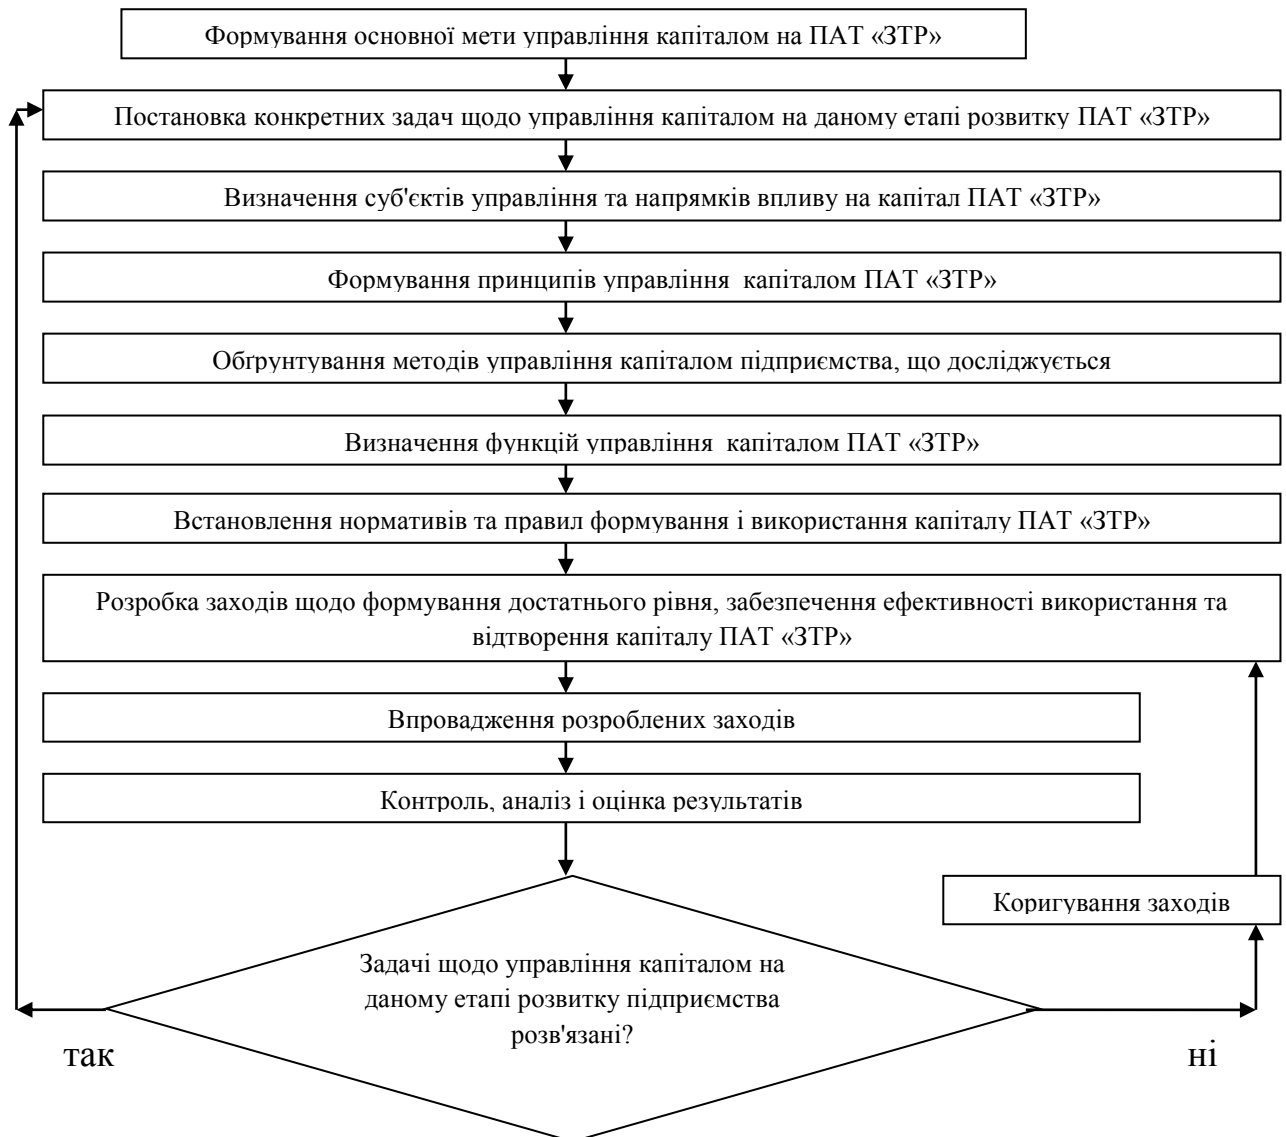 Формування основної мети управління капіталом на ПАТ «ЗТР»
Постановка конкретних задач щодо управління капіталом на даному етапі розвитку ПАТ «ЗТР»
Визначення суб'єктів управління та напрямків впливу на капітал ПАТ «ЗТР»
Формування принципів управління капіталом ПАТ «ЗТР»
Обґрунтування методів управління капіталом підприємства, що досліджується
Визначення функцій управління капіталом ПАТ «ЗТР»
Встановлення нормативів та правил формування і використання капіталу ПАТ «ЗТР»
Розробка заходів щодо формування достатнього рівня, забезпечення ефективності використання та
відтворення капіталу ПАТ «ЗТР»
Впровадження розроблених заходів
Контроль, аналіз і оцінка результатів
Коригування заходів
Задачі щодо управління капіталом на
даному етапі розвитку підприємства
розв'язані?
так
ні